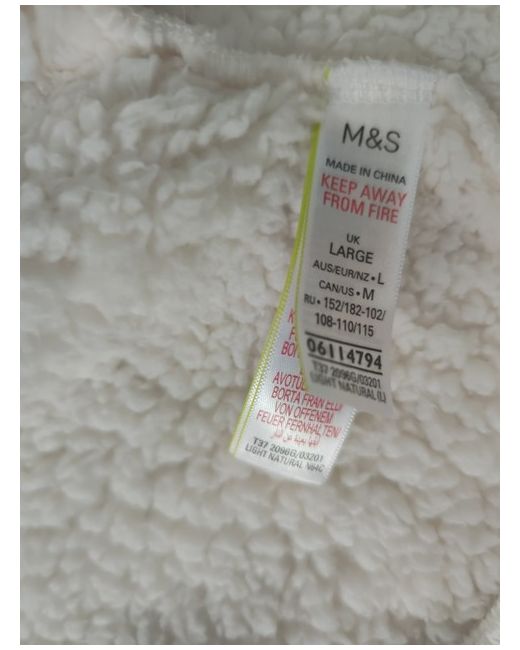 M&S
MADE IN CHINA
KEEP AWAY
FROM FIRE
UK
LARGE
AUS/EUR/NZ • L
CAN/US • M
RU • 152/182-102/
108-110/115
06114794
T37 2096G/03201
LIGHT NATURAL (L)
BORTA FRAN ELD/
VON OFFENEM
FEUER FERNHALTEN/
T37 2096G/03201
LIGHT NATURAL N64C